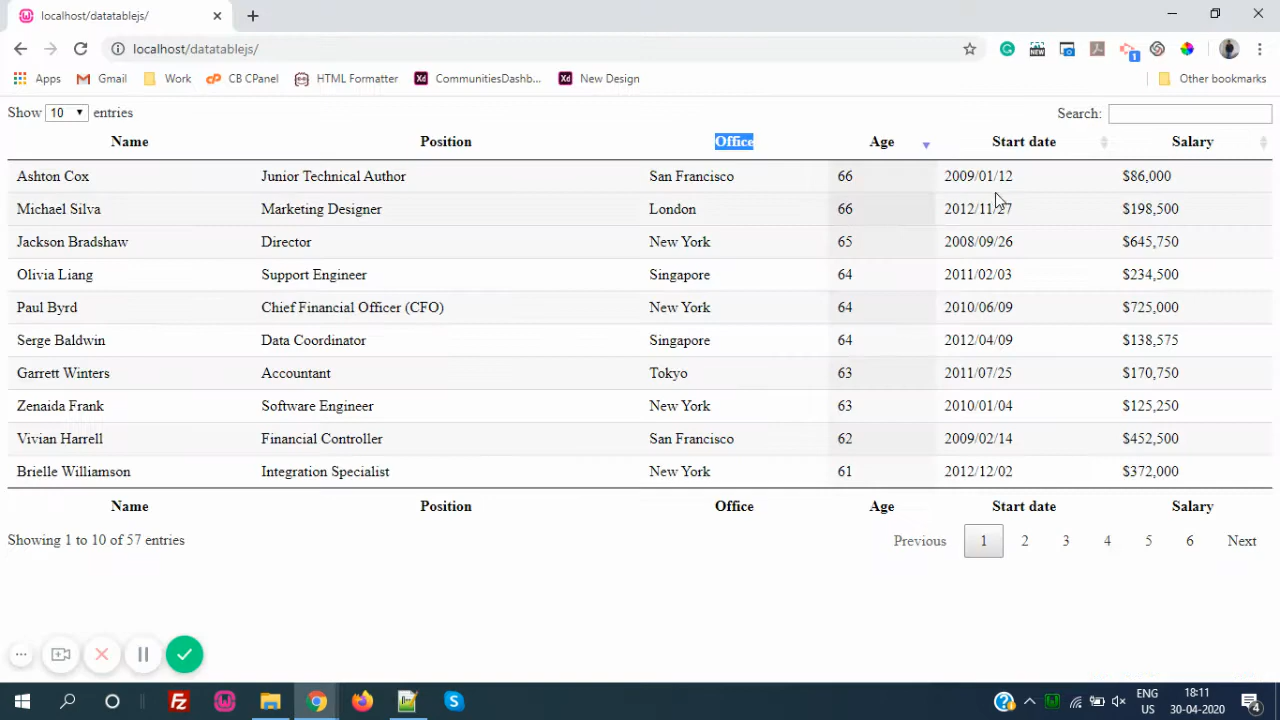 localhost/datatablejs/
localhost/datatablejs/
NEW
1
Apps Gmail Work CB CPanel HTML Formatter CommunitiesDashb... New Design Other bookmarks
Show 10 entries Search:
Name Position Office Age Start date Salary
Ashton Cox Junior Technical Author San Francisco 66 2009/01/12 $86,000
Michael Silva Marketing Designer London 66 2012/11/27 $198,500
Jackson Bradshaw Director New York 65 2008/09/26 $645,750
Olivia Liang Support Engineer Singapore 64 2011/02/03 $234,500
Paul Byrd Chief Financial Officer (CFO) New York 64 2010/06/09 $725,000
Serge Baldwin Data Coordinator Singapore 64 2012/04/09 $138,575
Garrett Winters Accountant Tokyo 63 2011/07/25 $170,750
Zenaida Frank Software Engineer New York 63 2010/01/04 $125,250
Vivian Harrell Financial Controller San Francisco 62 2009/02/14 $452,500
Brielle Williamson Integration Specialist New York 61 2012/12/02 $372,000
Name Position Office Age Start date Salary
Showing 1 to 10 of 57 entries Previous 1 2 3 4 5 6 Next
ENG 18:11
US 30-04-2020 4